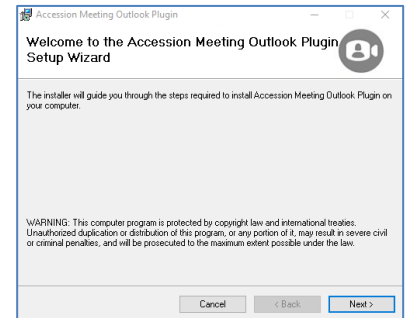 Accession Meeting Outlook Plugin
Welcome to the Accession Meeting Outlook Plugin
Setup Wizard
The installer will guide you through the steps required to install Accession Meeting Outlook Plugin on
your computer.
WARNING: This computer program is protected by copyright law and international treaties.
Unauthorized duplication or distribution of this program, or any portion of it, may result in severe civil
or criminal penalties, and will be prosecuted to the maximum extent possible under the law.
Cancel
< Back
Next >